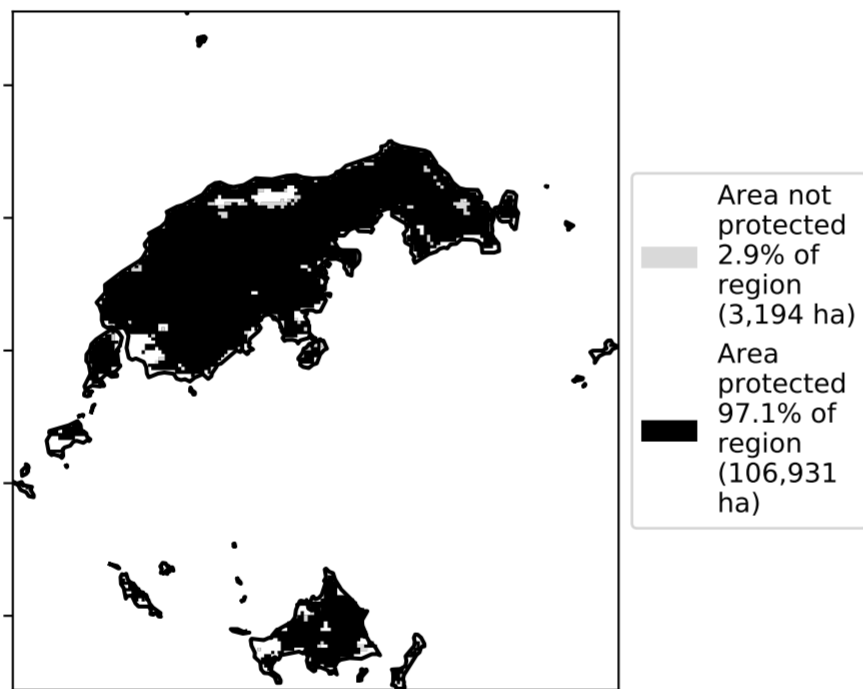 Area not
protected
2.9% of
region
(3,194 ha)
Area
protected
97.1% of
region
(106,931
ha)